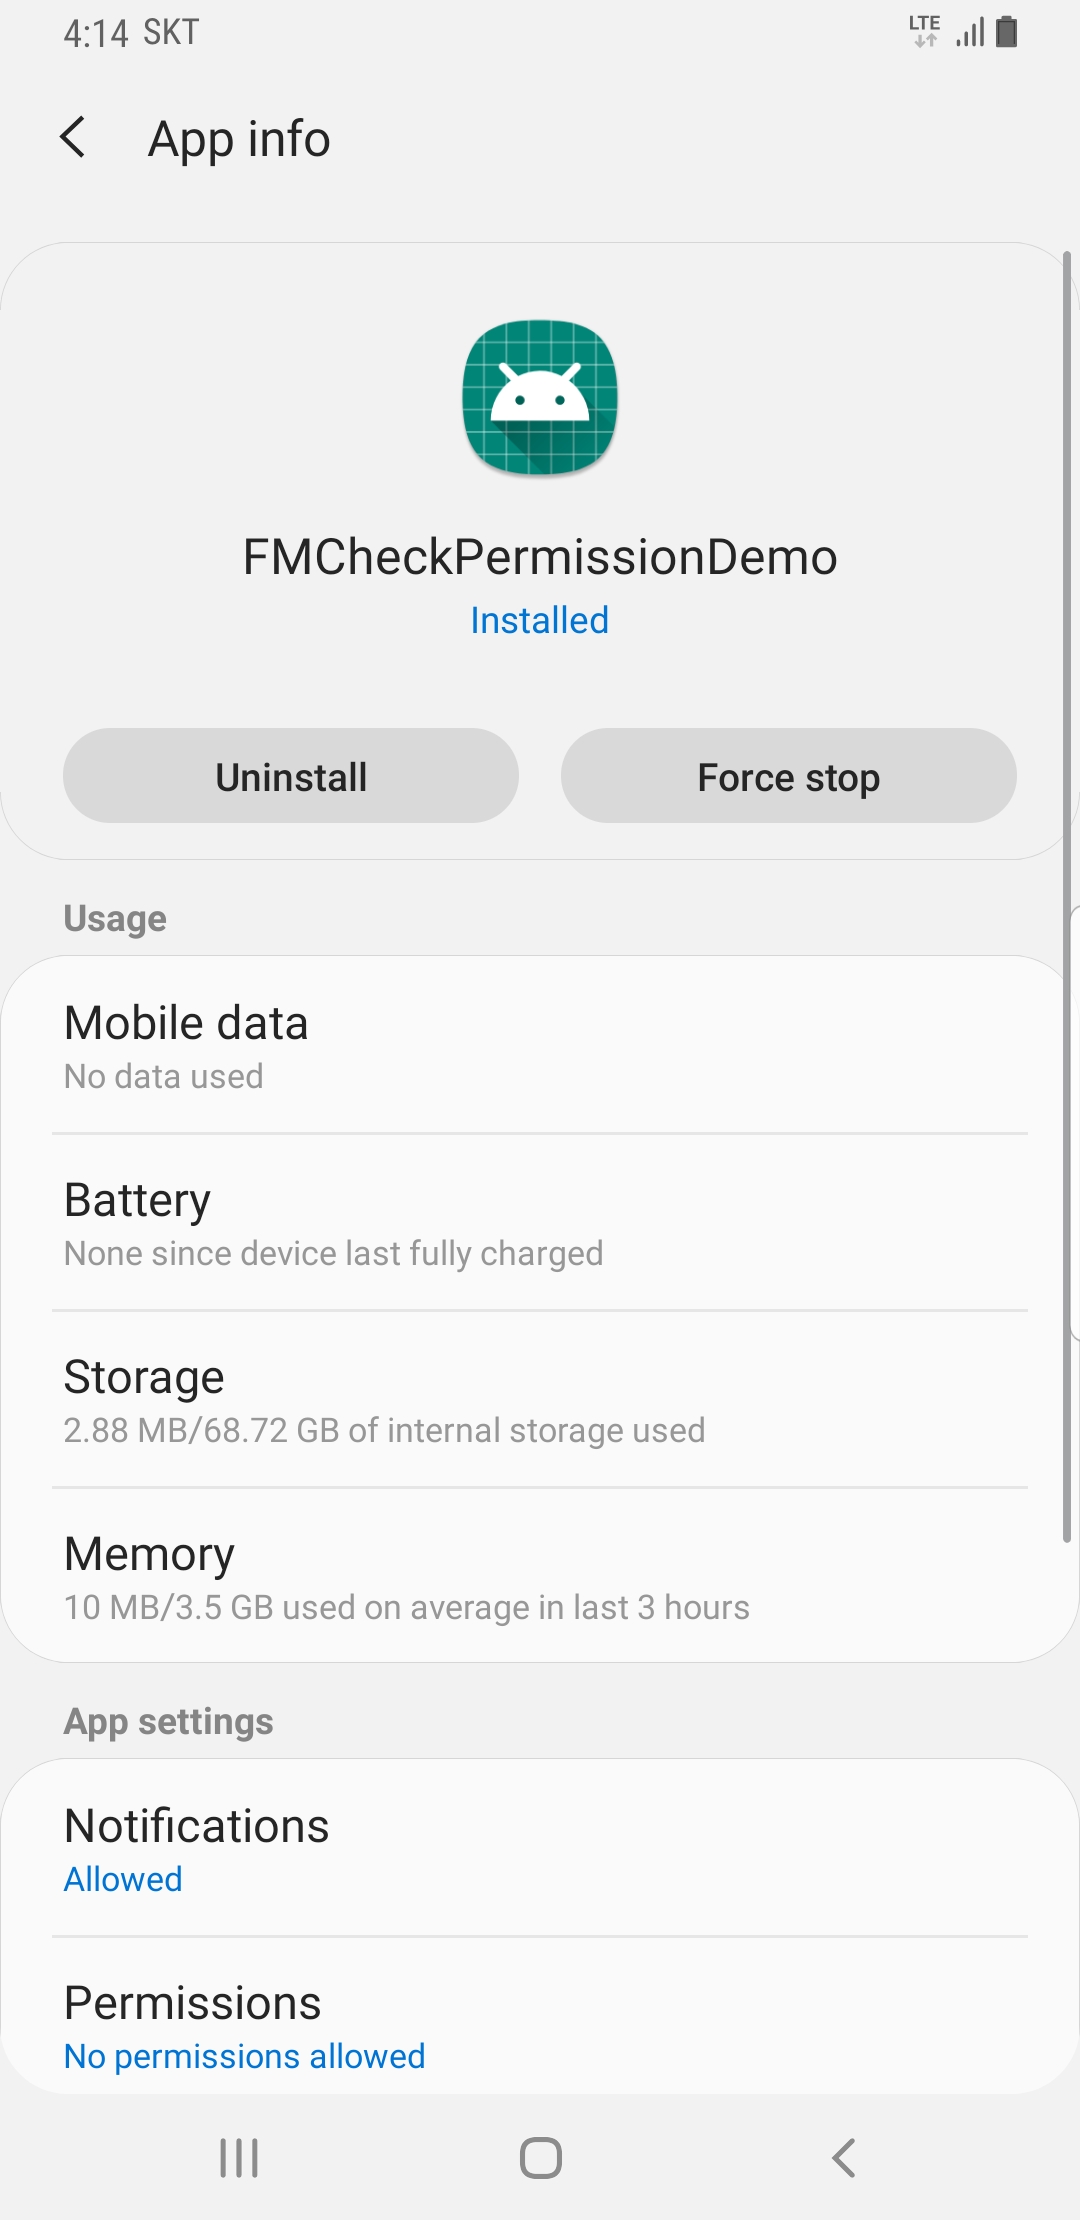 4:14 SKT LTE
App info
FMCheckPermissionDemo
Installed
Uninstall Force stop
Usage
Mobile data
No data used
Battery
None since device last fully charged
Storage
2.88 MB/68.72 GB of internal storage used
Memory
10 MB/3.5 GB used on average in last 3 hours
App settings
Notifications
Allowed
Permissions
No permissions allowed